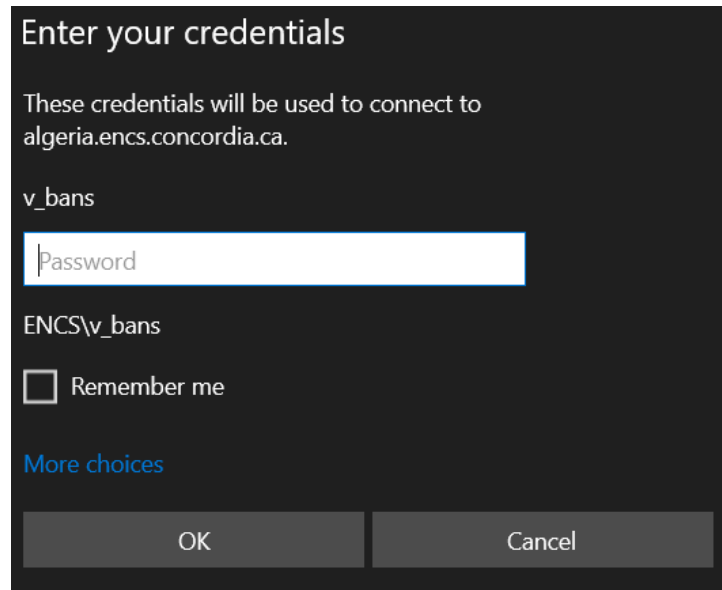 Enter your credentials
These credentials will be used to connect to
algeria.encs.concordia.ca.
v_bans
Password
ENCS\v_bans
Remember me
More choices
OK
Cancel